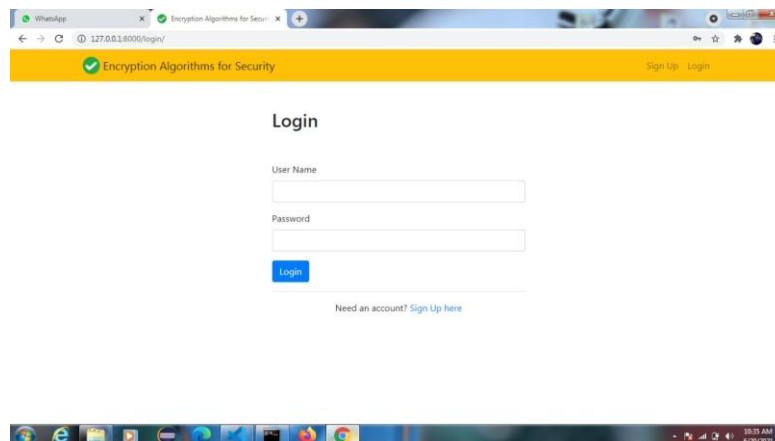 WhatsApp
Encryption Algorithms for Secur
127.0.0.1:8000/login/
Encryption Algorithms for Security
Sign Up Login
Login
User Name
Password
Login
Need an account? Sign Up here
10:35 AM